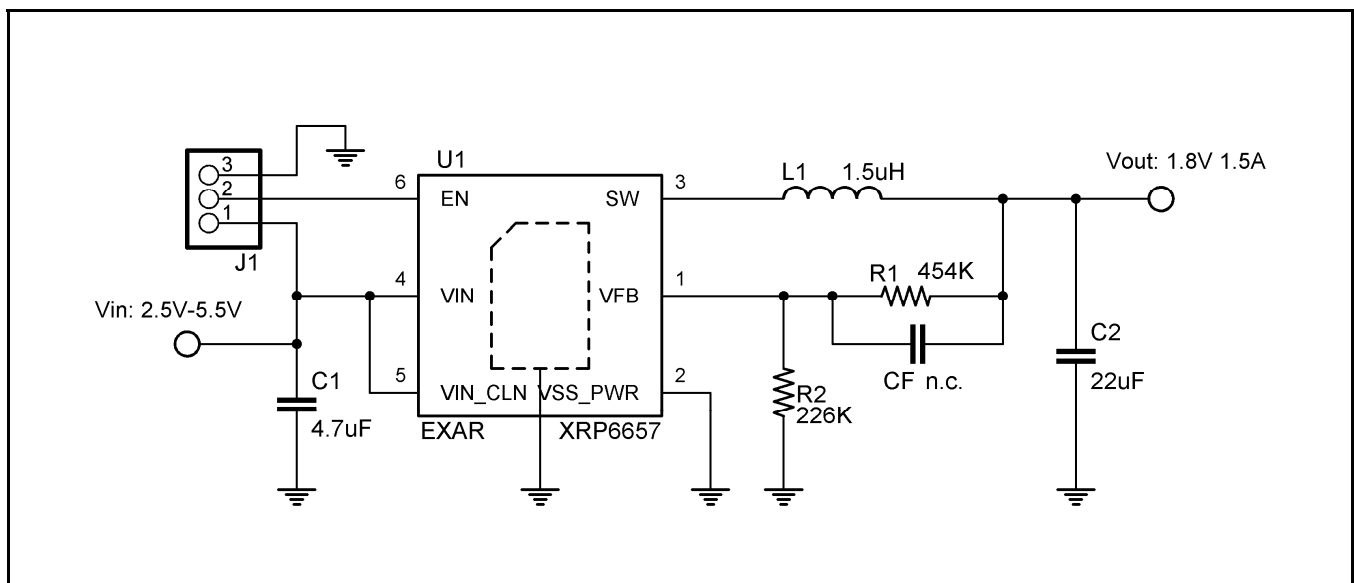 3
2
1
J1
U1
6
EN
SW
3
L1 1.5uH
Vout: 1.8V 1.5A
4
VIN
VFB
1
R1 454K
Vin: 2.5V-5.5V
5
VIN_CLN
VSS_PWR
2
CF n.c.
C1
4.7uF
R2
226K
C2
22uF
EXAR
XRP6657